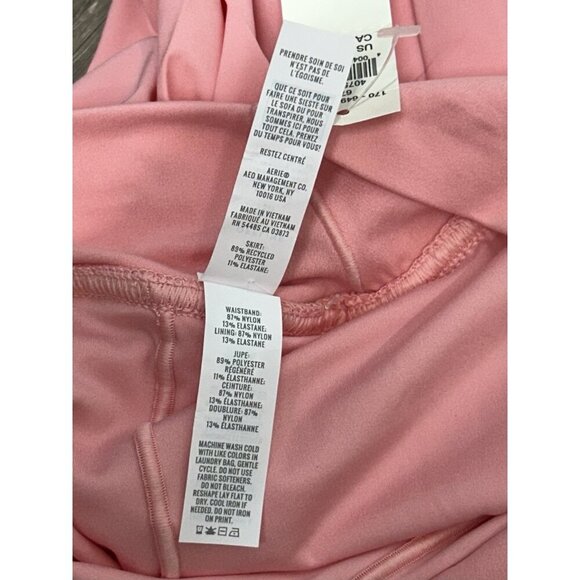 PRENDRE SOIN DE SOI
N'EST PAS DE
L'ÉGOISME.
QUE CE SOIT POUR
FAIRE UNE SIESTE SUR
LE SOFA OU POUR
TRANSPIRER, NOUS
SOMMES ICI POUR
TOUT CELA. PRENEZ
DU TEMPS POUR VOUS!
RESTEZ CENTRÉ
AERIE®
AEO MANAGEMENT CO.
NEW YORK, NY
10016 USA
MADE IN VIETNAM
FABRIQUÉ AU VIETNAM
RN 54485 CA 03873
SKIRT:
89% RECYCLED
POLYESTER
11% ELASTANE;
WAISTBAND:
87% NYLON
13% ELASTANE;
LINING: 87% NYLON
13% ELASTANE
JUPE:
89% POLYESTER
RÉGÉNÉRÉ
11% ÉLASTHANNE;
CEINTURE:
87% NYLON
13% ÉLASTHANNE;
DOUBLURE: 87%
NYLON
13% ÉLASTHANNE
MACHINE WASH COLD
WITH LIKE COLORS IN
LAUNDRY BAG, GENTLE
CYCLE. DO NOT USE
FABRIC SOFTENERS.
DO NOT BLEACH.
RESHAPE LAY FLAT TO
DRY. COOL IRON IF
NEEDED. DO NOT IRON
ON PRINT.
US
CA